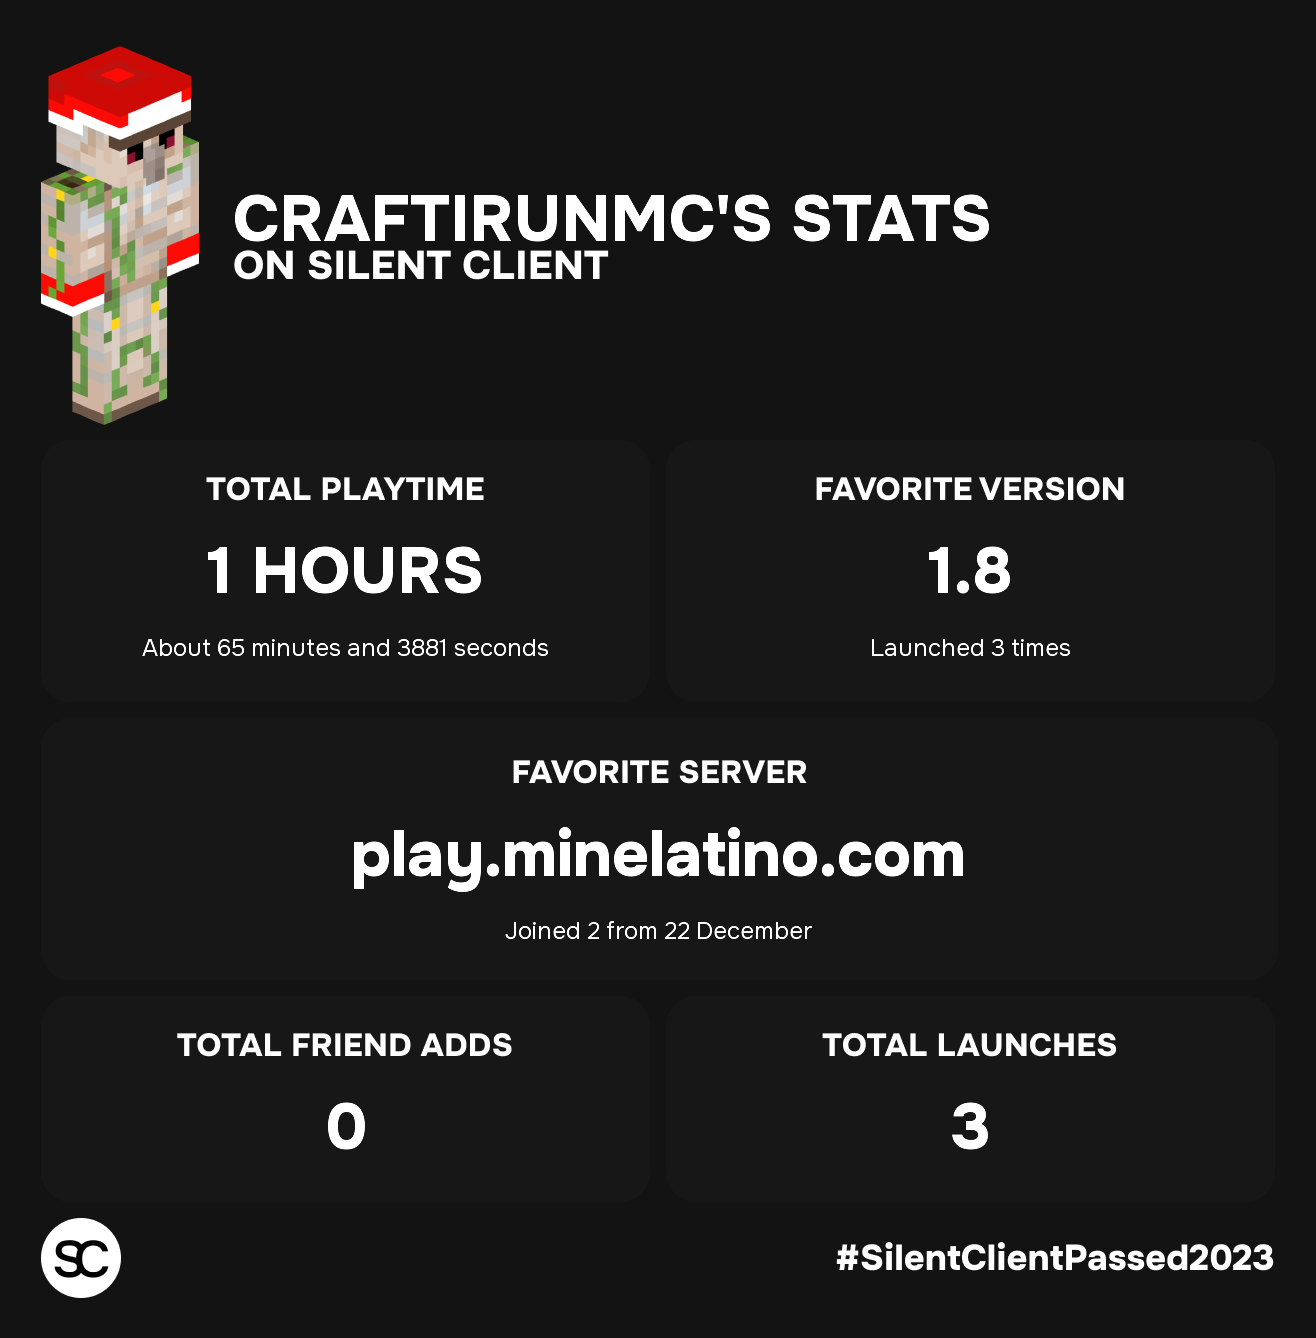 CRAFTIRUNMC'S STATS
ON SILENT CLIENT
TOTAL PLAYTIME
1 HOURS
About 65 minutes and 3881 seconds
FAVORITE VERSION
1.8
Launched 3 times
FAVORITE SERVER
play.minelatino.com
Joined 2 from 22 December
TOTAL FRIEND ADDS
0
TOTAL LAUNCHES
3
SC
#SilentClientPassed2023